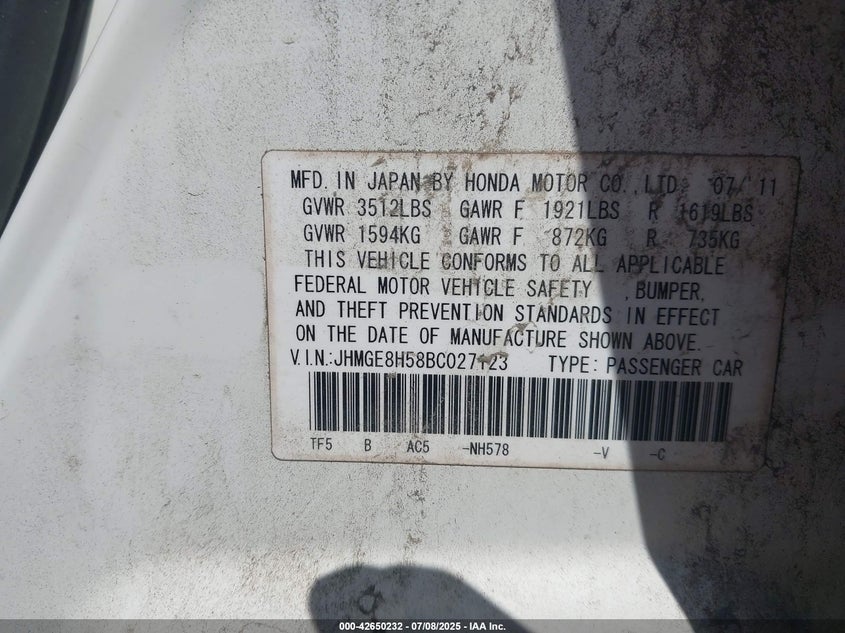 MFD. IN JAPAN BY HONDA MOTOR CO., LTD. 07/11
GVWR 3512LBS GAWR F 1921LBS R 1619LBS
GVWR 1594KG GAWR F 872KG R 735KG
THIS VEHICLE CONFORMS TO ALL APPLICABLE
FEDERAL MOTOR VEHICLE SAFETY , BUMPER,
AND THEFT PREVENTION STANDARDS IN EFFECT
ON THE DATE OF MANUFACTURE SHOWN ABOVE.
V.I.N.:JHMGE8H58BC027123 TYPE: PASSENGER CAR
TF5 B AC5 -NH578 -V -C
000-42650232 - 07/08/2025 - IAA Inc.